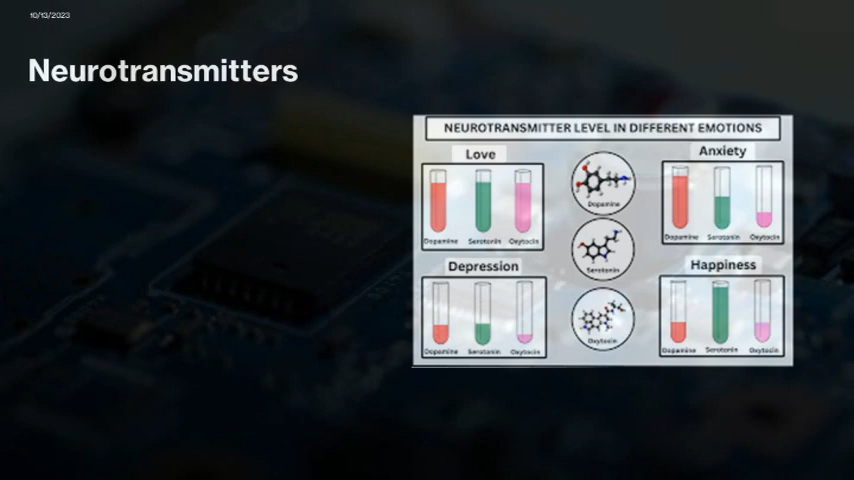 10/13/2023
Neurotransmitters
NEUROTRANSMITTER LEVEL IN DIFFERENT EMOTIONS
Love
Dopamine Serotonin Oxytocin
Dopamine
Anxiety
Dopamine Serotonin Oxytocin
Serotonin
Depression
Dopamine Serotonin Oxytocin
Oxytocin
Happiness
Dopamine Serotonin Oxytocin